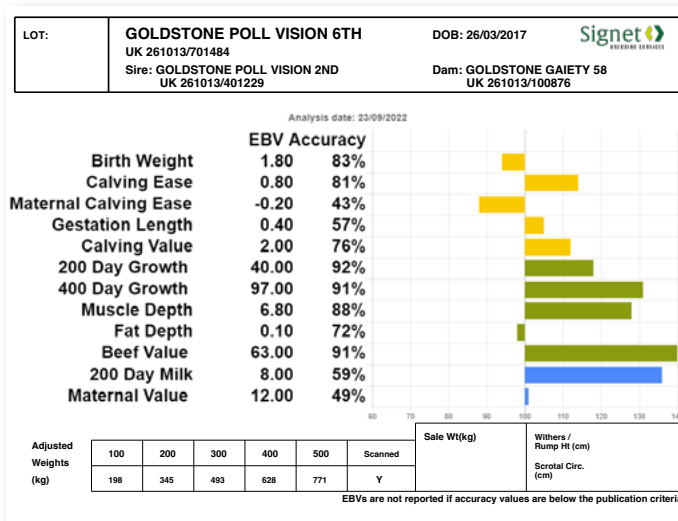 LOT:
GOLDSTONE POLL VISION 6TH
UK 261013/701484
DOB: 26/03/2017
Signet
BREEDING SERVICES
Sire: GOLDSTONE POLL VISION 2ND
UK 261013/401229
Dam: GOLDSTONE GAIETY 58
UK 261013/100876
Analysis date: 23/09/2022
EBV Accuracy
Birth Weight 1.80 83%
Calving Ease 0.80 81%
Maternal Calving Ease -0.20 43%
Gestation Length 0.40 57%
Calving Value 2.00 76%
200 Day Growth 40.00 92%
400 Day Growth 97.00 91%
Muscle Depth 6.80 88%
Fat Depth 0.10 72%
Beef Value 63.00 91%
200 Day Milk 8.00 59%
Maternal Value 12.00 49%
60 70 80 90 100 110 120 130
Adjusted Weights (kg)
100 200 300 400 500 Scanned
198 345 493 628 771 Y
Sale Wt(kg)
Withers /
Rump Ht (cm)
Scrotal Circ.
(cm)
EBVs are not reported if accuracy values are below the publication criteria